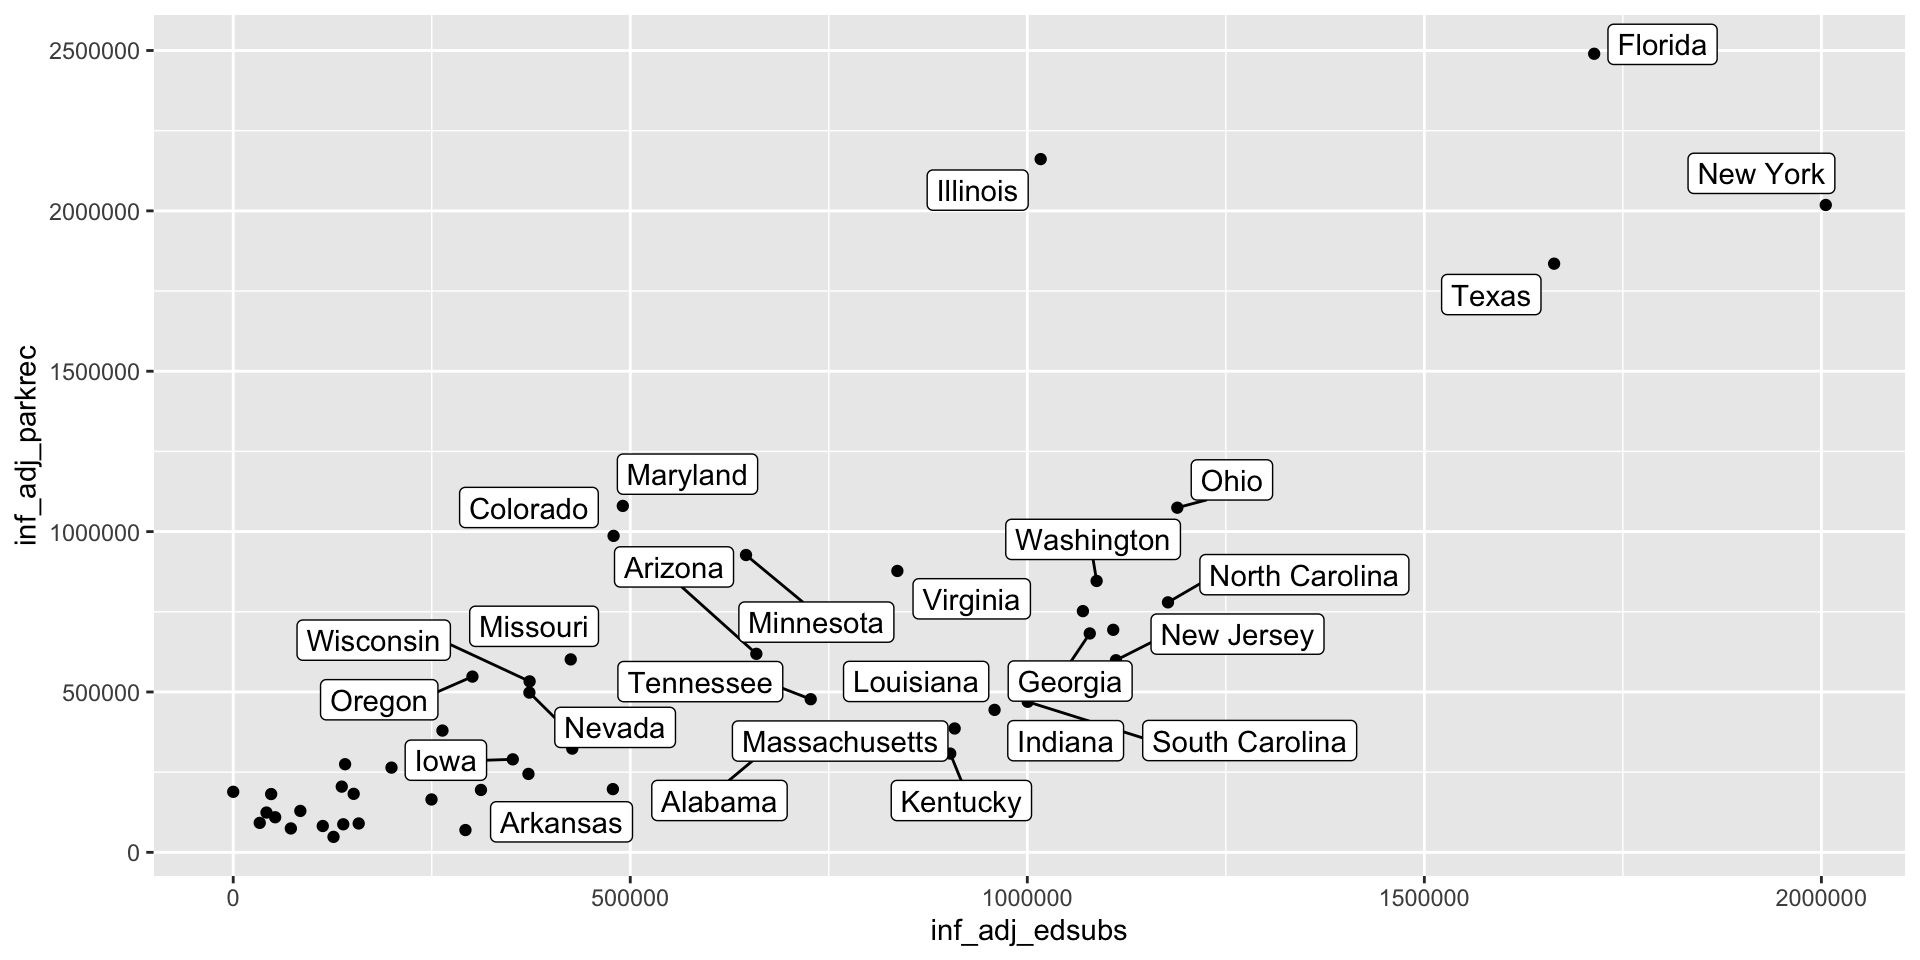 2500000
2000000
1500000
1000000
500000
0
inf_adj_parkrec
Florida
New York
Illinois
Texas
Maryland
Ohio
Colorado
Washington
Arizona
North Carolina
Virginia
Minnesota
Missouri
New Jersey
Wisconsin
Tennessee
Louisiana
Georgia
Oregon
Nevada
Massachusetts
Indiana
South Carolina
Iowa
Alabama
Kentucky
Arkansas
0
500000
1000000
1500000
2000000
inf_adj_edsubs